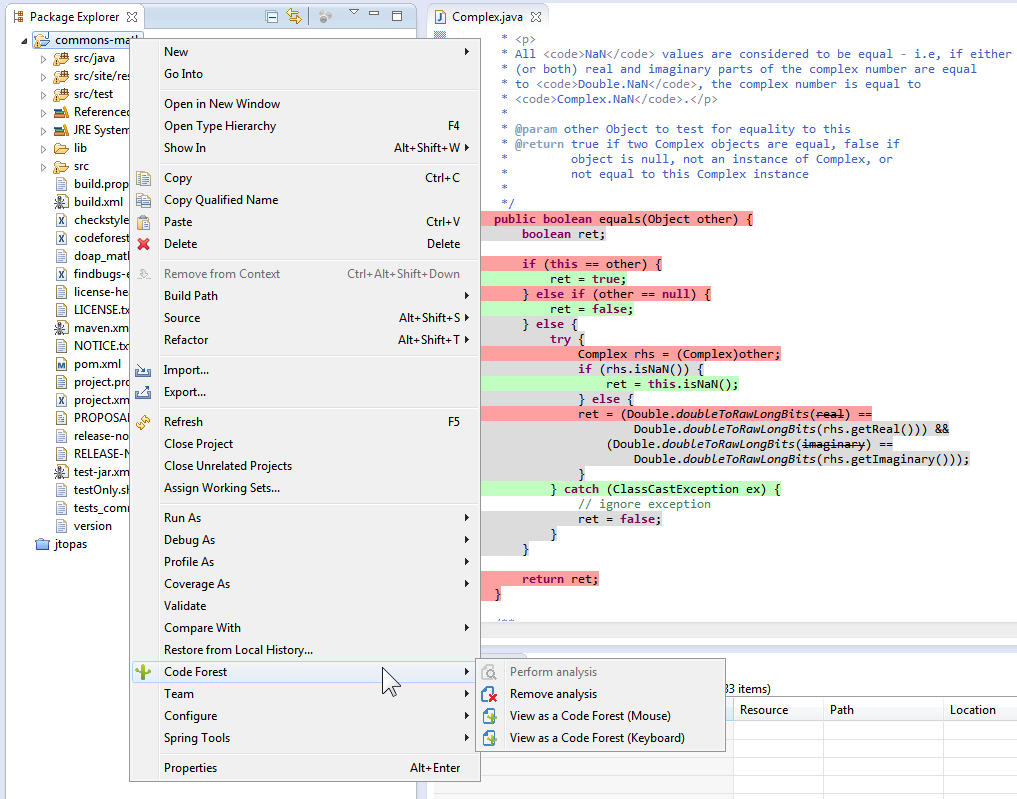 Package Explorer
commons-mat
src/java
src/site/res
src/test
Referenced
JRE System
lib
src
build.prop
build.xml
checkstyle
codeforest
doap_math
findbugs-e
license-hea
LICENSE.tx
maven.xm
NOTICE.tx
pom.xml
project.pro
project.xm
PROPOSAL
release-no
RELEASE-N
test-jar.xm
testOnly.sh
tests_comm
version
jtopas
New
Go Into
Open in New Window
Open Type Hierarchy F4
Show In Alt+Shift+W
Copy Ctrl+C
Copy Qualified Name
Paste Ctrl+V
Delete Delete
Remove from Context Ctrl+Alt+Shift+Down
Build Path
Source Alt+Shift+S
Refactor Alt+Shift+T
Import...
Export...
Refresh F5
Close Project
Close Unrelated Projects
Assign Working Sets...
Run As
Debug As
Profile As
Coverage As
Validate
Compare With
Restore from Local History...
Code Forest
Team
Configure
Spring Tools
Properties Alt+Enter
Perform analysis
Remove analysis
View as a Code Forest (Mouse)
View as a Code Forest (Keyboard)
Complex.java
* <p>
* All <code>NaN</code> values are considered to be equal - i.e, if either
* (or both) real and imaginary parts of the complex number are equal
* to <code>Double.NaN</code>, the complex number is equal to
* <code>Complex.NaN</code>.</p>
*
* @param other Object to test for equality to this
* @return true if two Complex objects are equal, false if
* object is null, not an instance of Complex, or
* not equal to this Complex instance
*
*/
public boolean equals(Object other) {
boolean ret;
if (this == other) {
ret = true;
} else if (other == null) {
ret = false;
} else {
try {
Complex rhs = (Complex)other;
if (rhs.isNaN()) {
ret = this.isNaN();
} else {
ret = (Double.doubleToRawLongBits(real) ==
Double.doubleToRawLongBits(rhs.getReal())) &&
(Double.doubleToRawLongBits(imaginary) ==
Double.doubleToRawLongBits(rhs.getImaginary()));
}
} catch (ClassCastException ex) {
// ignore exception
ret = false;
}
}
return ret;
}
/**
33 items)
Resource Path Location